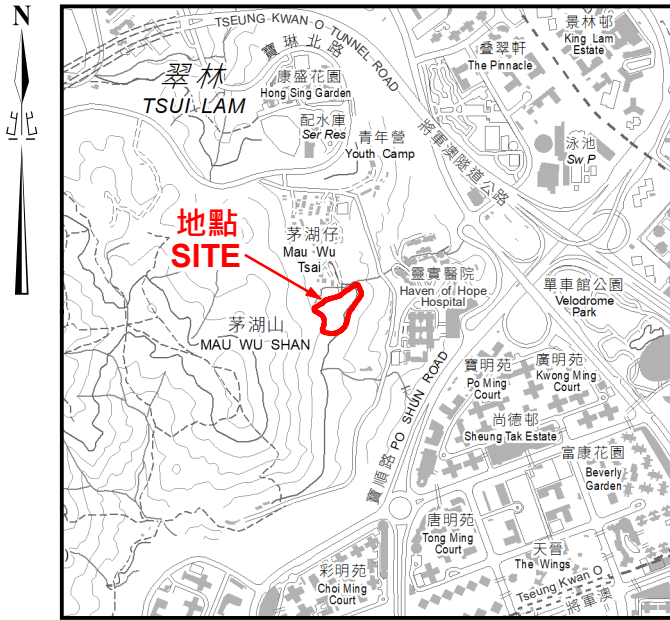 N
TSEUNG KWAN O TUNNEL ROAD
寶琳北路
翠林
TSUI LAM
康盛花園
Hong Sing Garden
配水庫
Ser Res
青年營
Youth Camp
叠翠軒
The Pinnacle
景林邨
King Lam
Estate
泳池
Sw P
將軍澳隧道公路
地點
SITE
茅湖仔
Mau Wu
Tsai
靈實醫院
Haven of Hope
Hospital
單車館公園
Velodrome
Park
茅湖山
MAU WU SHAN
寶順路 PO SHUN ROAD
寶明苑
Po Ming
Court
廣明苑
Kwong Ming
Court
尚德邨
Sheung Tak Estate
富康花園
Beverly
Garden
唐明苑
Tong Ming
Court
天晉
The Wings
彩明苑
Choi Ming
Court
Tseung Kwan O
將軍澳